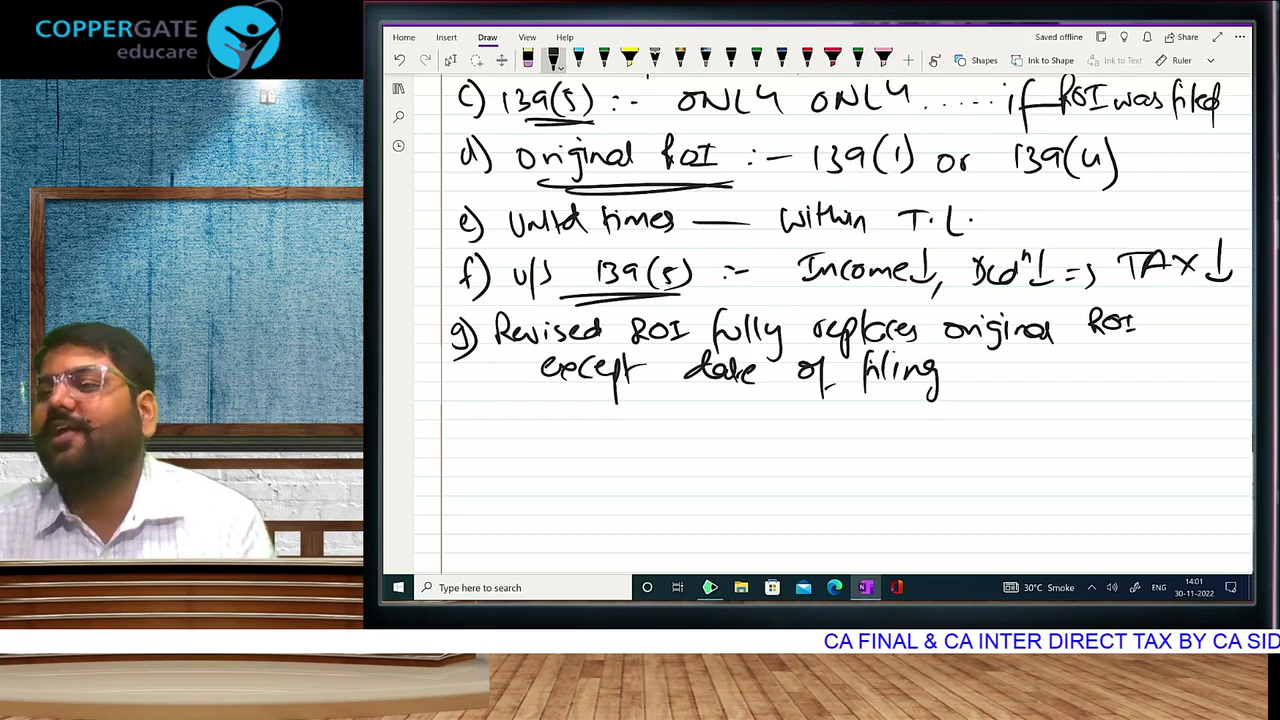 COPPERGATE
educare
Home Insert Draw View Help
Saved offline Share
Shapes Ink to Shape Ink to Text Ruler
c) 139(5) :- ONLY ONLY ..... if ROI was filed
d) Original ROI :- 139(1) or 139(4)
e) Unltd times — within T.L.
f) u/s 139(5) :- Income↓, Dedⁿ↓ => TAX↓
g) Revised ROI fully replaces original ROI
except date of filing
Type here to search
30°C Smoke ENG 14:01
30-11-2022
CA FINAL & CA INTER DIRECT TAX BY CA SID